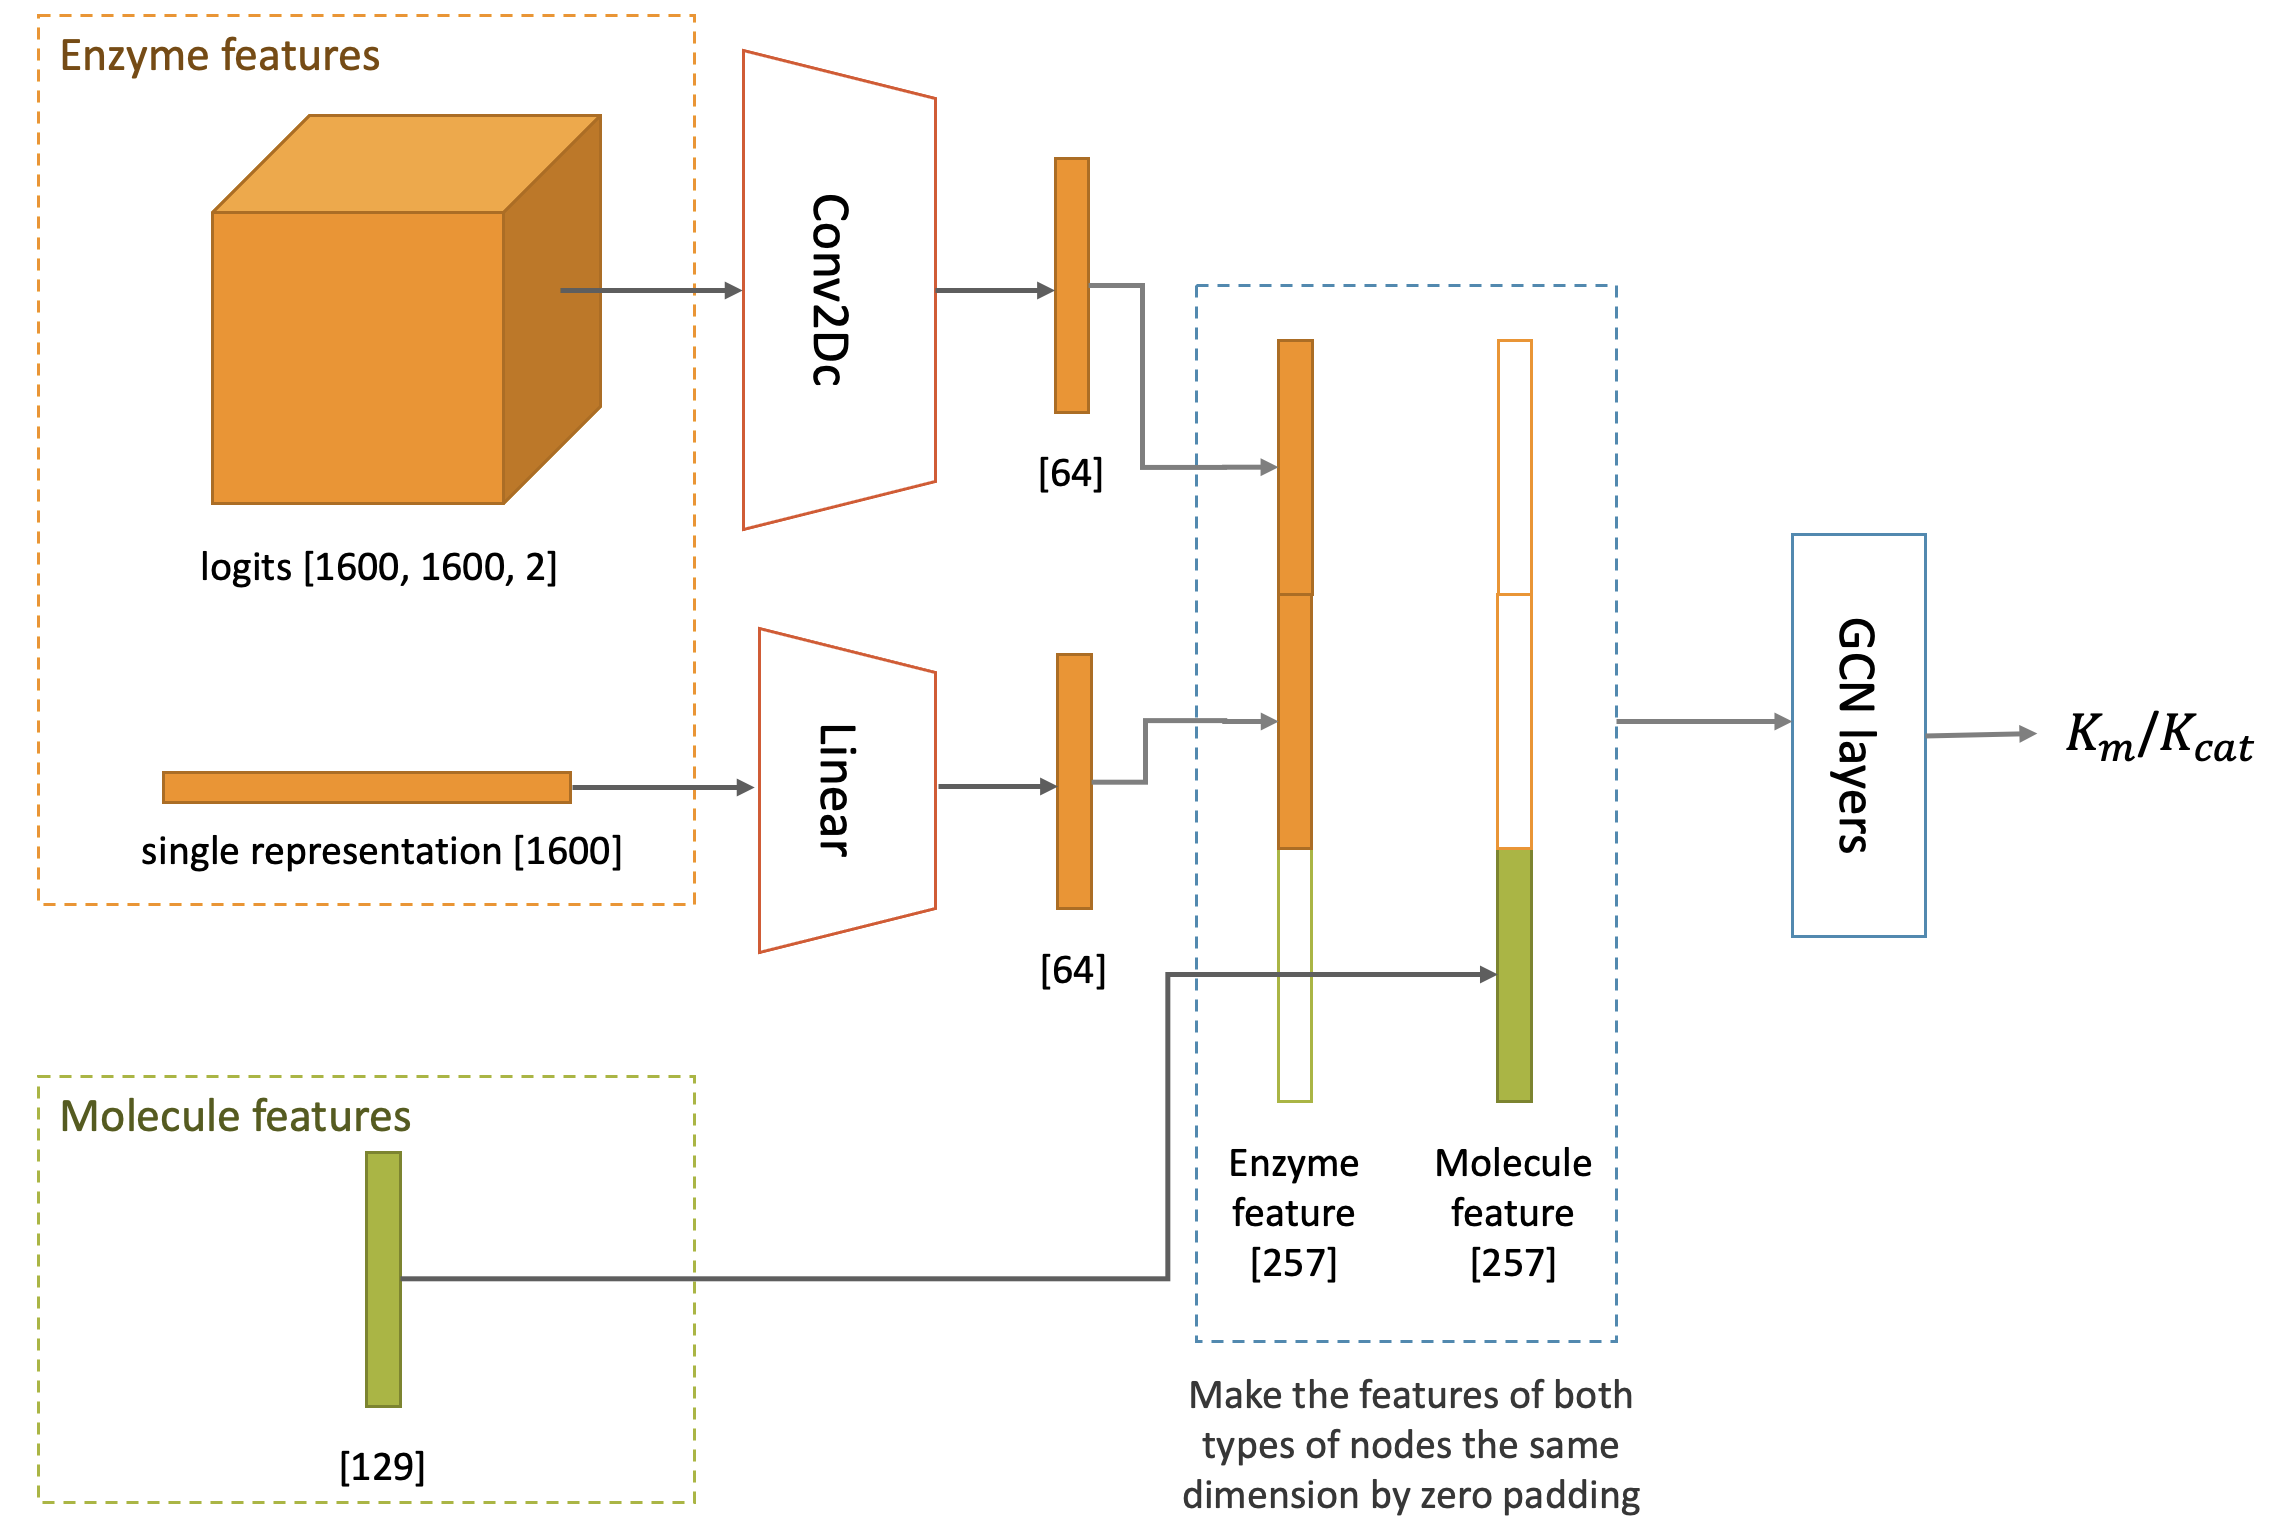 Enzyme features
logits [1600, 1600, 2]
single representation [1600]
Conv2Dc
[64]
Linear
[64]
Molecule features
[129]
Enzyme
feature
[257]
Molecule
feature
[257]
Make the features of both
types of nodes the same
dimension by zero padding
GCN layers
K_m/K_cat